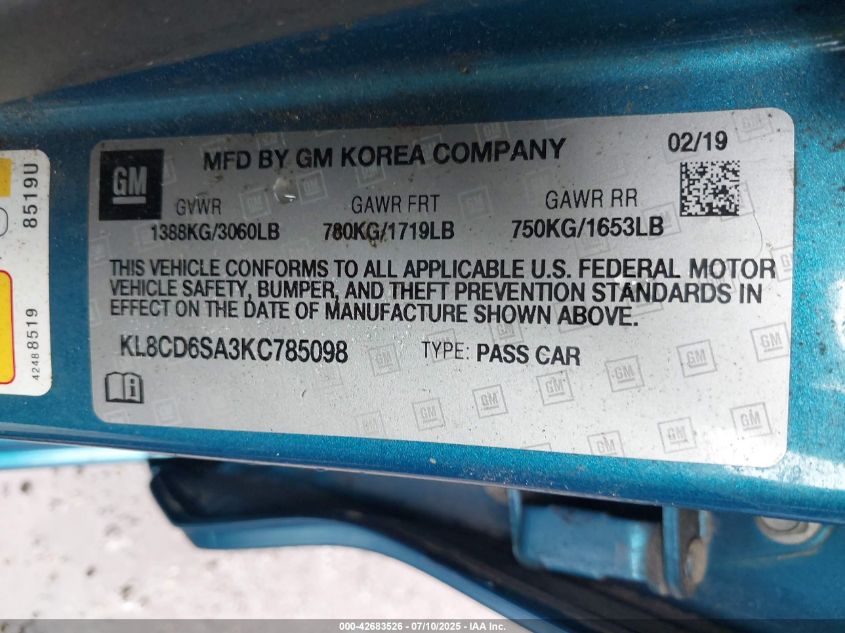 MFD BY GM KOREA COMPANY
02/19
GM
GVWR
GAWR FRT
GAWR RR
1388KG/3060LB
780KG/1719LB
750KG/1653LB
THIS VEHICLE CONFORMS TO ALL APPLICABLE U.S. FEDERAL MOTOR
VEHICLE SAFETY, BUMPER, AND THEFT PREVENTION STANDARDS IN
EFFECT ON THE DATE OF MANUFACTURE SHOWN ABOVE.
KL8CD6SA3KC785098
TYPE: PASS CAR
8519U
4248 8519
000-42683526 - 07/10/2025 - IAA Inc.